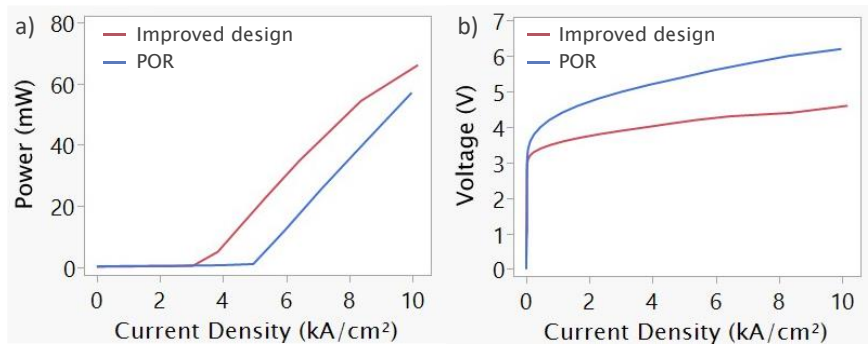 a)
Improved design
POR
Power (mW)
80
60
40
20
0
0 2 4 6 8 10
Current Density (kA/cm²)
b)
Improved design
POR
Voltage (V)
7
6
5
4
3
2
1
0
0 2 4 6 8 10
Current Density (kA/cm²)